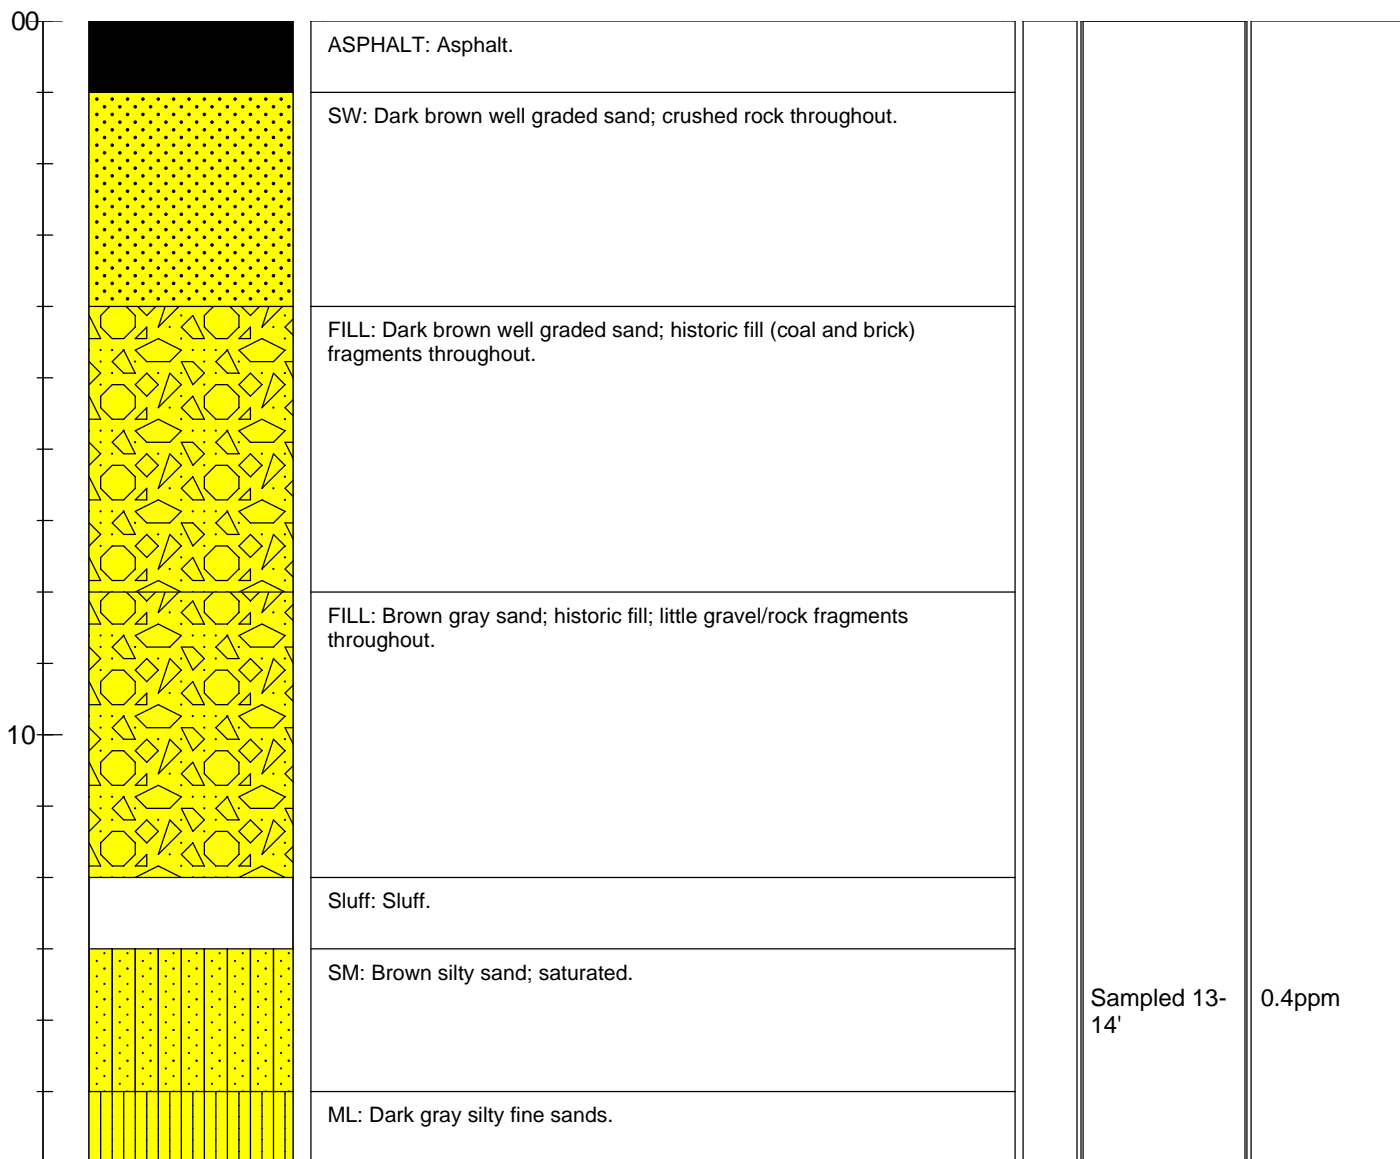 00
ASPHALT: Asphalt.
SW: Dark brown well graded sand; crushed rock throughout.
FILL: Dark brown well graded sand; historic fill (coal and brick)
fragments throughout.
FILL: Brown gray sand; historic fill; little gravel/rock fragments
throughout.
10
Sluff: Sluff.
SM: Brown silty sand; saturated.
Sampled 13-
14'
0.4ppm
ML: Dark gray silty fine sands.